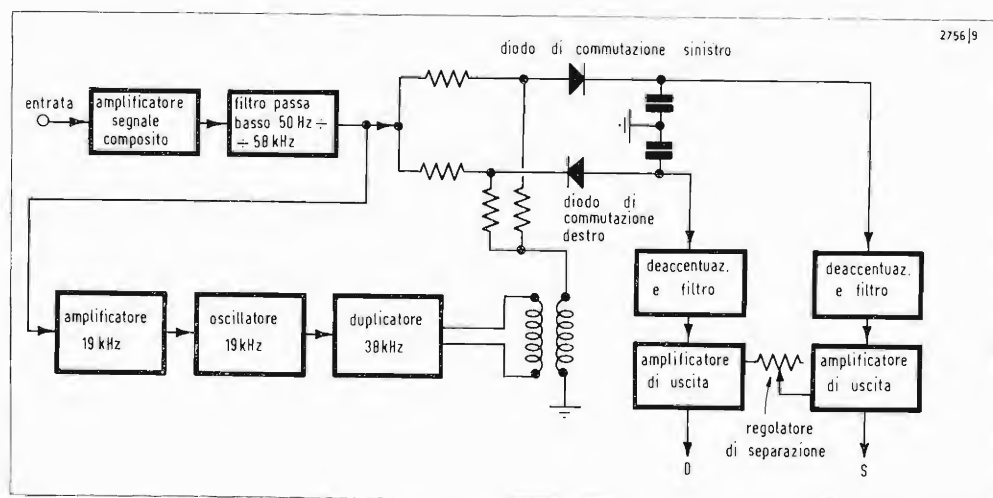 2756/9
diodo di commutazione sinistro
entrata
amplificatore
segnale
composito
filtro passa
basso 50 Hz ÷
÷ 58 kHz
diodo di
commutazione
destro
amplificatore
19 kHz
oscillatore
19 kHz
duplicatore
38 kHz
deaccentuaz.
e filtro
deaccentuaz.
e filtro
amplificatore
di uscita
amplificatore
di uscita
regolatore
di separazione
D
S